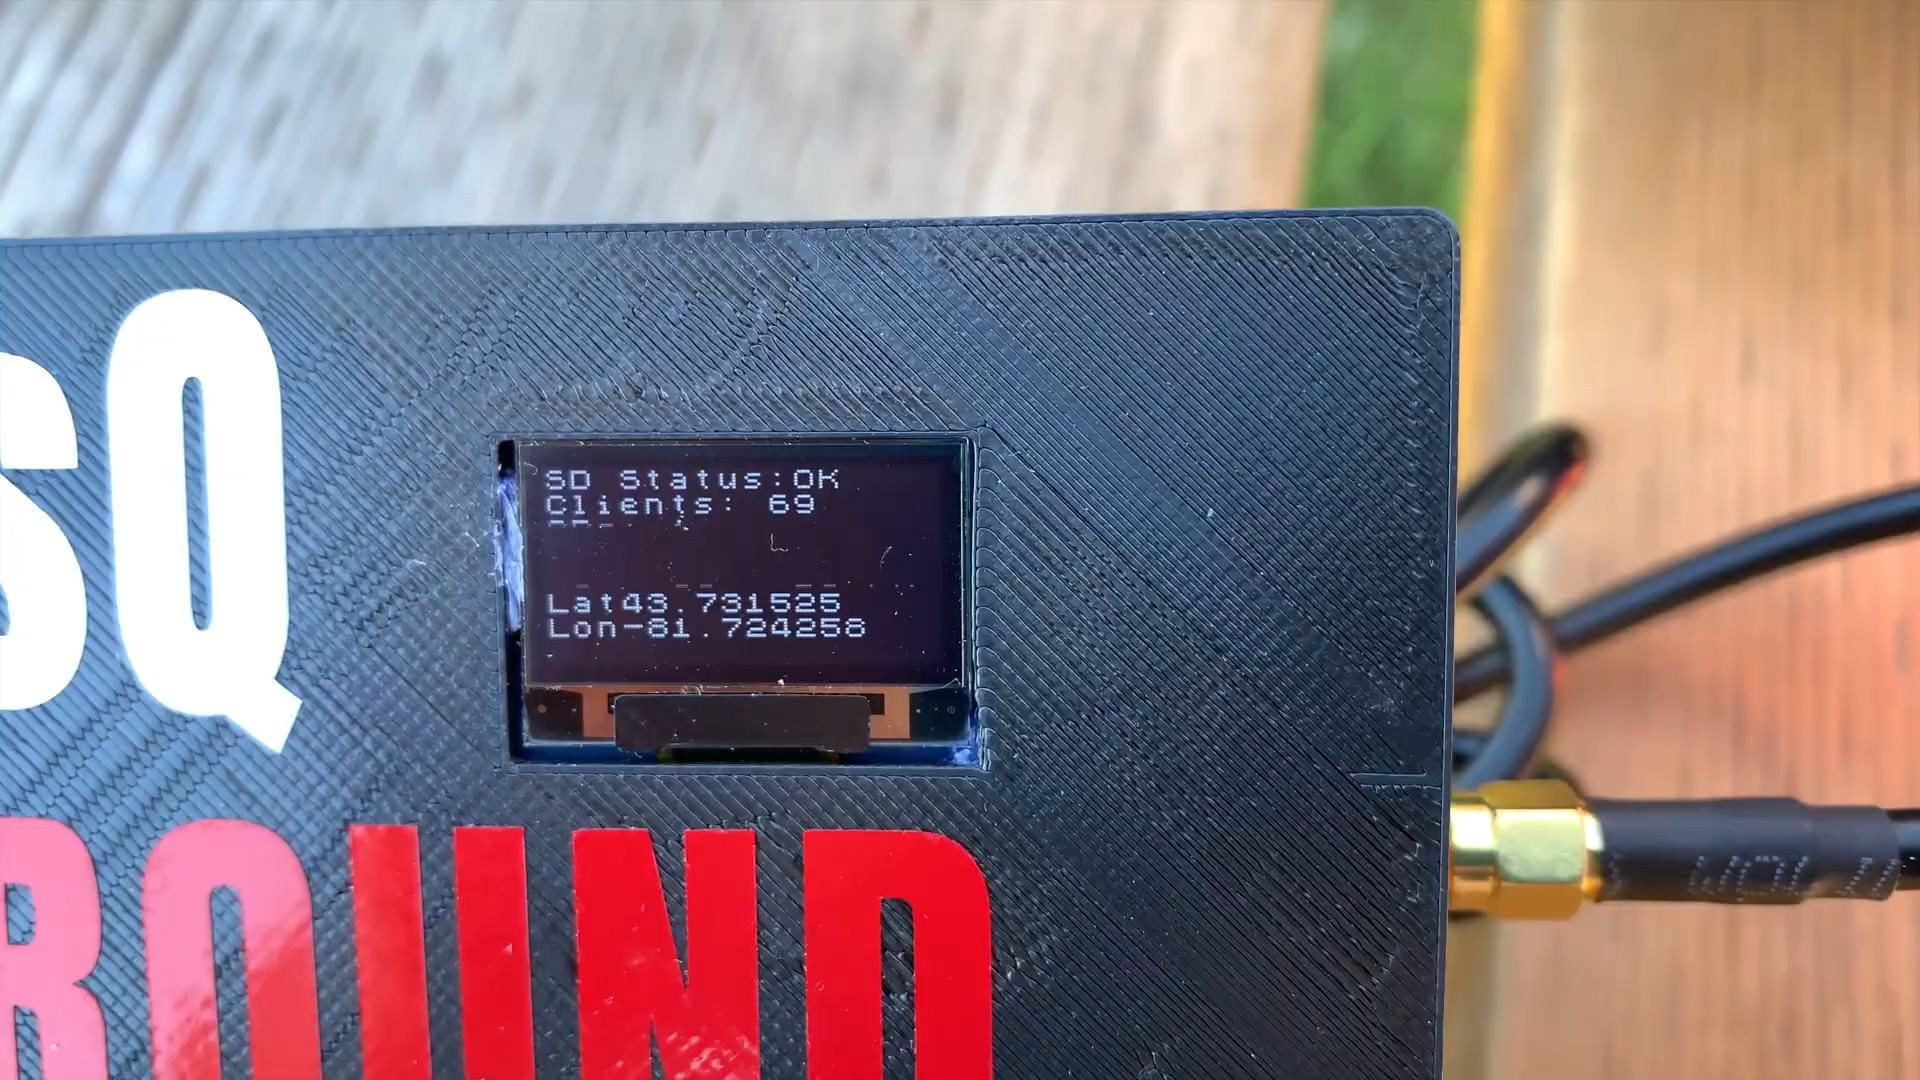 SQ
SD Status:OK
Clients: 69
Lat43.731525
Lon-81.724258
ROUND